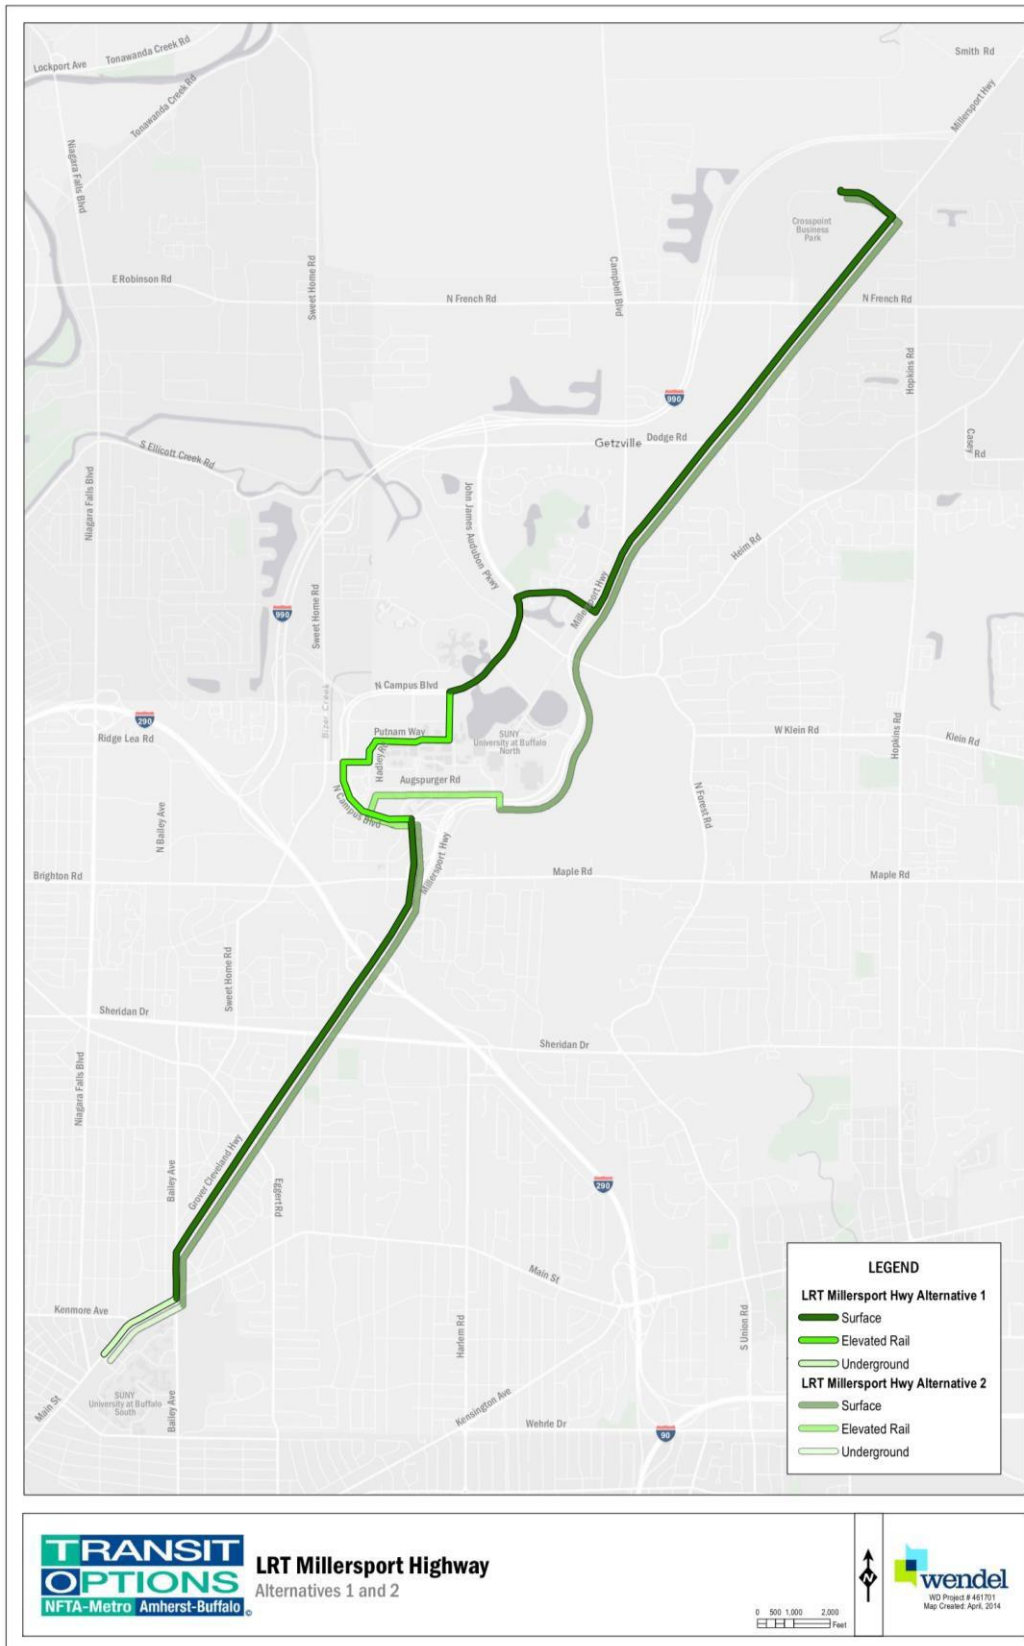 Smith Rd
Tonawanda Creek Rd
Lockport Ave
Millersport Hwy
Tonawanda Creek Rd
Niagara Falls Blvd
Crosspoint
Business
Park
Sweet Home Rd
Campbell Blvd
E Robinson Rd
N French Rd
N French Rd
Hopkins Rd
990
Getzville
Dodge Rd
Casey
Rd
S Ellicott Creek Rd
Niagara Falls Blvd
John James Audubon Pkwy
Heim Rd
Millersport Hwy
990
Sweet Home Rd
N Campus Blvd
Bizer Creek
290
Ridge Lea Rd
Putnam Way
SUNY
University at Buffalo
North
W Klein Rd
Hopkins Rd
Klein Rd
Hadley Rd
Augspurger Rd
N Campus Blvd
N Forest Rd
N Bailey Ave
Millersport Hwy
Brighton Rd
Maple Rd
Maple Rd
Sweet Home Rd
Sheridan Dr
Sheridan Dr
Niagara Falls Blvd
Grover Cleveland Hwy
Bailey Ave
Eggert Rd
290
Main St
Kenmore Ave
Harlem Rd
S Union Rd
Main St
SUNY
University at Buffalo
South
Bailey Ave
Kensington Ave
Wehrle Dr
90
LEGEND
LRT Millersport Hwy Alternative 1
Surface
Elevated Rail
Underground
LRT Millersport Hwy Alternative 2
Surface
Elevated Rail
Underground
TRANSIT
OPTIONS
NFTA-Metro Amherst-Buffalo ©
LRT Millersport Highway
Alternatives 1 and 2
0 500 1,000 2,000
Feet
N
wendel
WD Project # 461701
Map Created: April, 2014